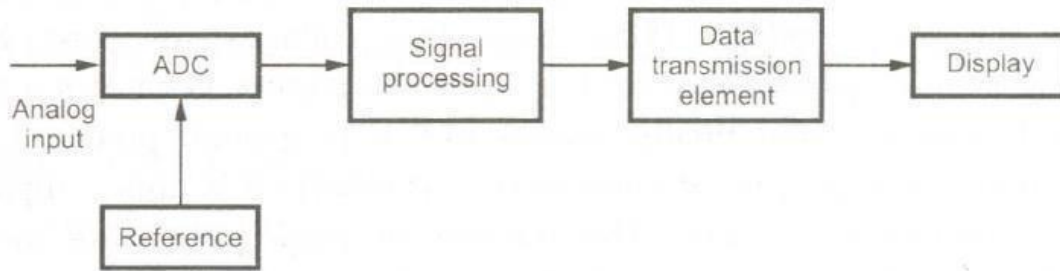 ADC
Signal
processing
Data
transmission
element
Display
Analog
input
Reference